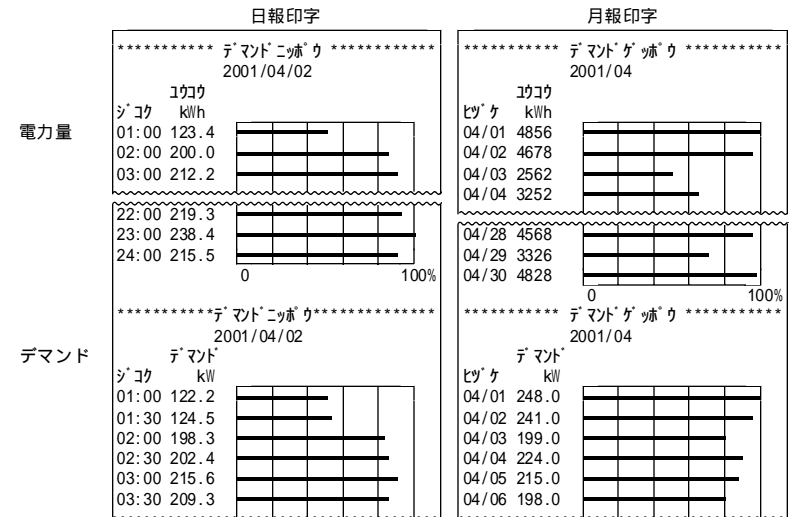 日報印字
*********** ﾃﾞﾏﾝﾄﾞﾆｯﾎﾟｳ ************
2001/04/02
ﾕｳｺｳ
ｼﾞｺｸ kWh
電力量
01:00 123.4
02:00 200.0
03:00 212.2
22:00 219.3
23:00 238.4
24:00 215.5
0 100%
***********ﾃﾞﾏﾝﾄﾞﾆｯﾎﾟｳ**************
2001/04/02
デマンド
ﾃﾞﾏﾝﾄﾞ
ｼﾞｺｸ kW
01:00 122.2
01:30 124.5
02:00 198.3
02:30 202.4
03:00 215.6
03:30 209.3
月報印字
*********** ﾃﾞﾏﾝﾄﾞｹﾞｯﾎﾟｳ ***********
2001/04
ﾕｳｺｳ
ﾋﾂﾞｹ kWh
04/01 4856
04/02 4678
04/03 2562
04/04 3252
04/28 4568
04/29 3326
04/30 4828
0 100%
*********** ﾃﾞﾏﾝﾄﾞｹﾞｯﾎﾟｳ ***********
2001/04
ﾃﾞﾏﾝﾄﾞ
ﾋﾂﾞｹ kW
04/01 248.0
04/02 241.0
04/03 199.0
04/04 224.0
04/05 215.0
04/06 198.0